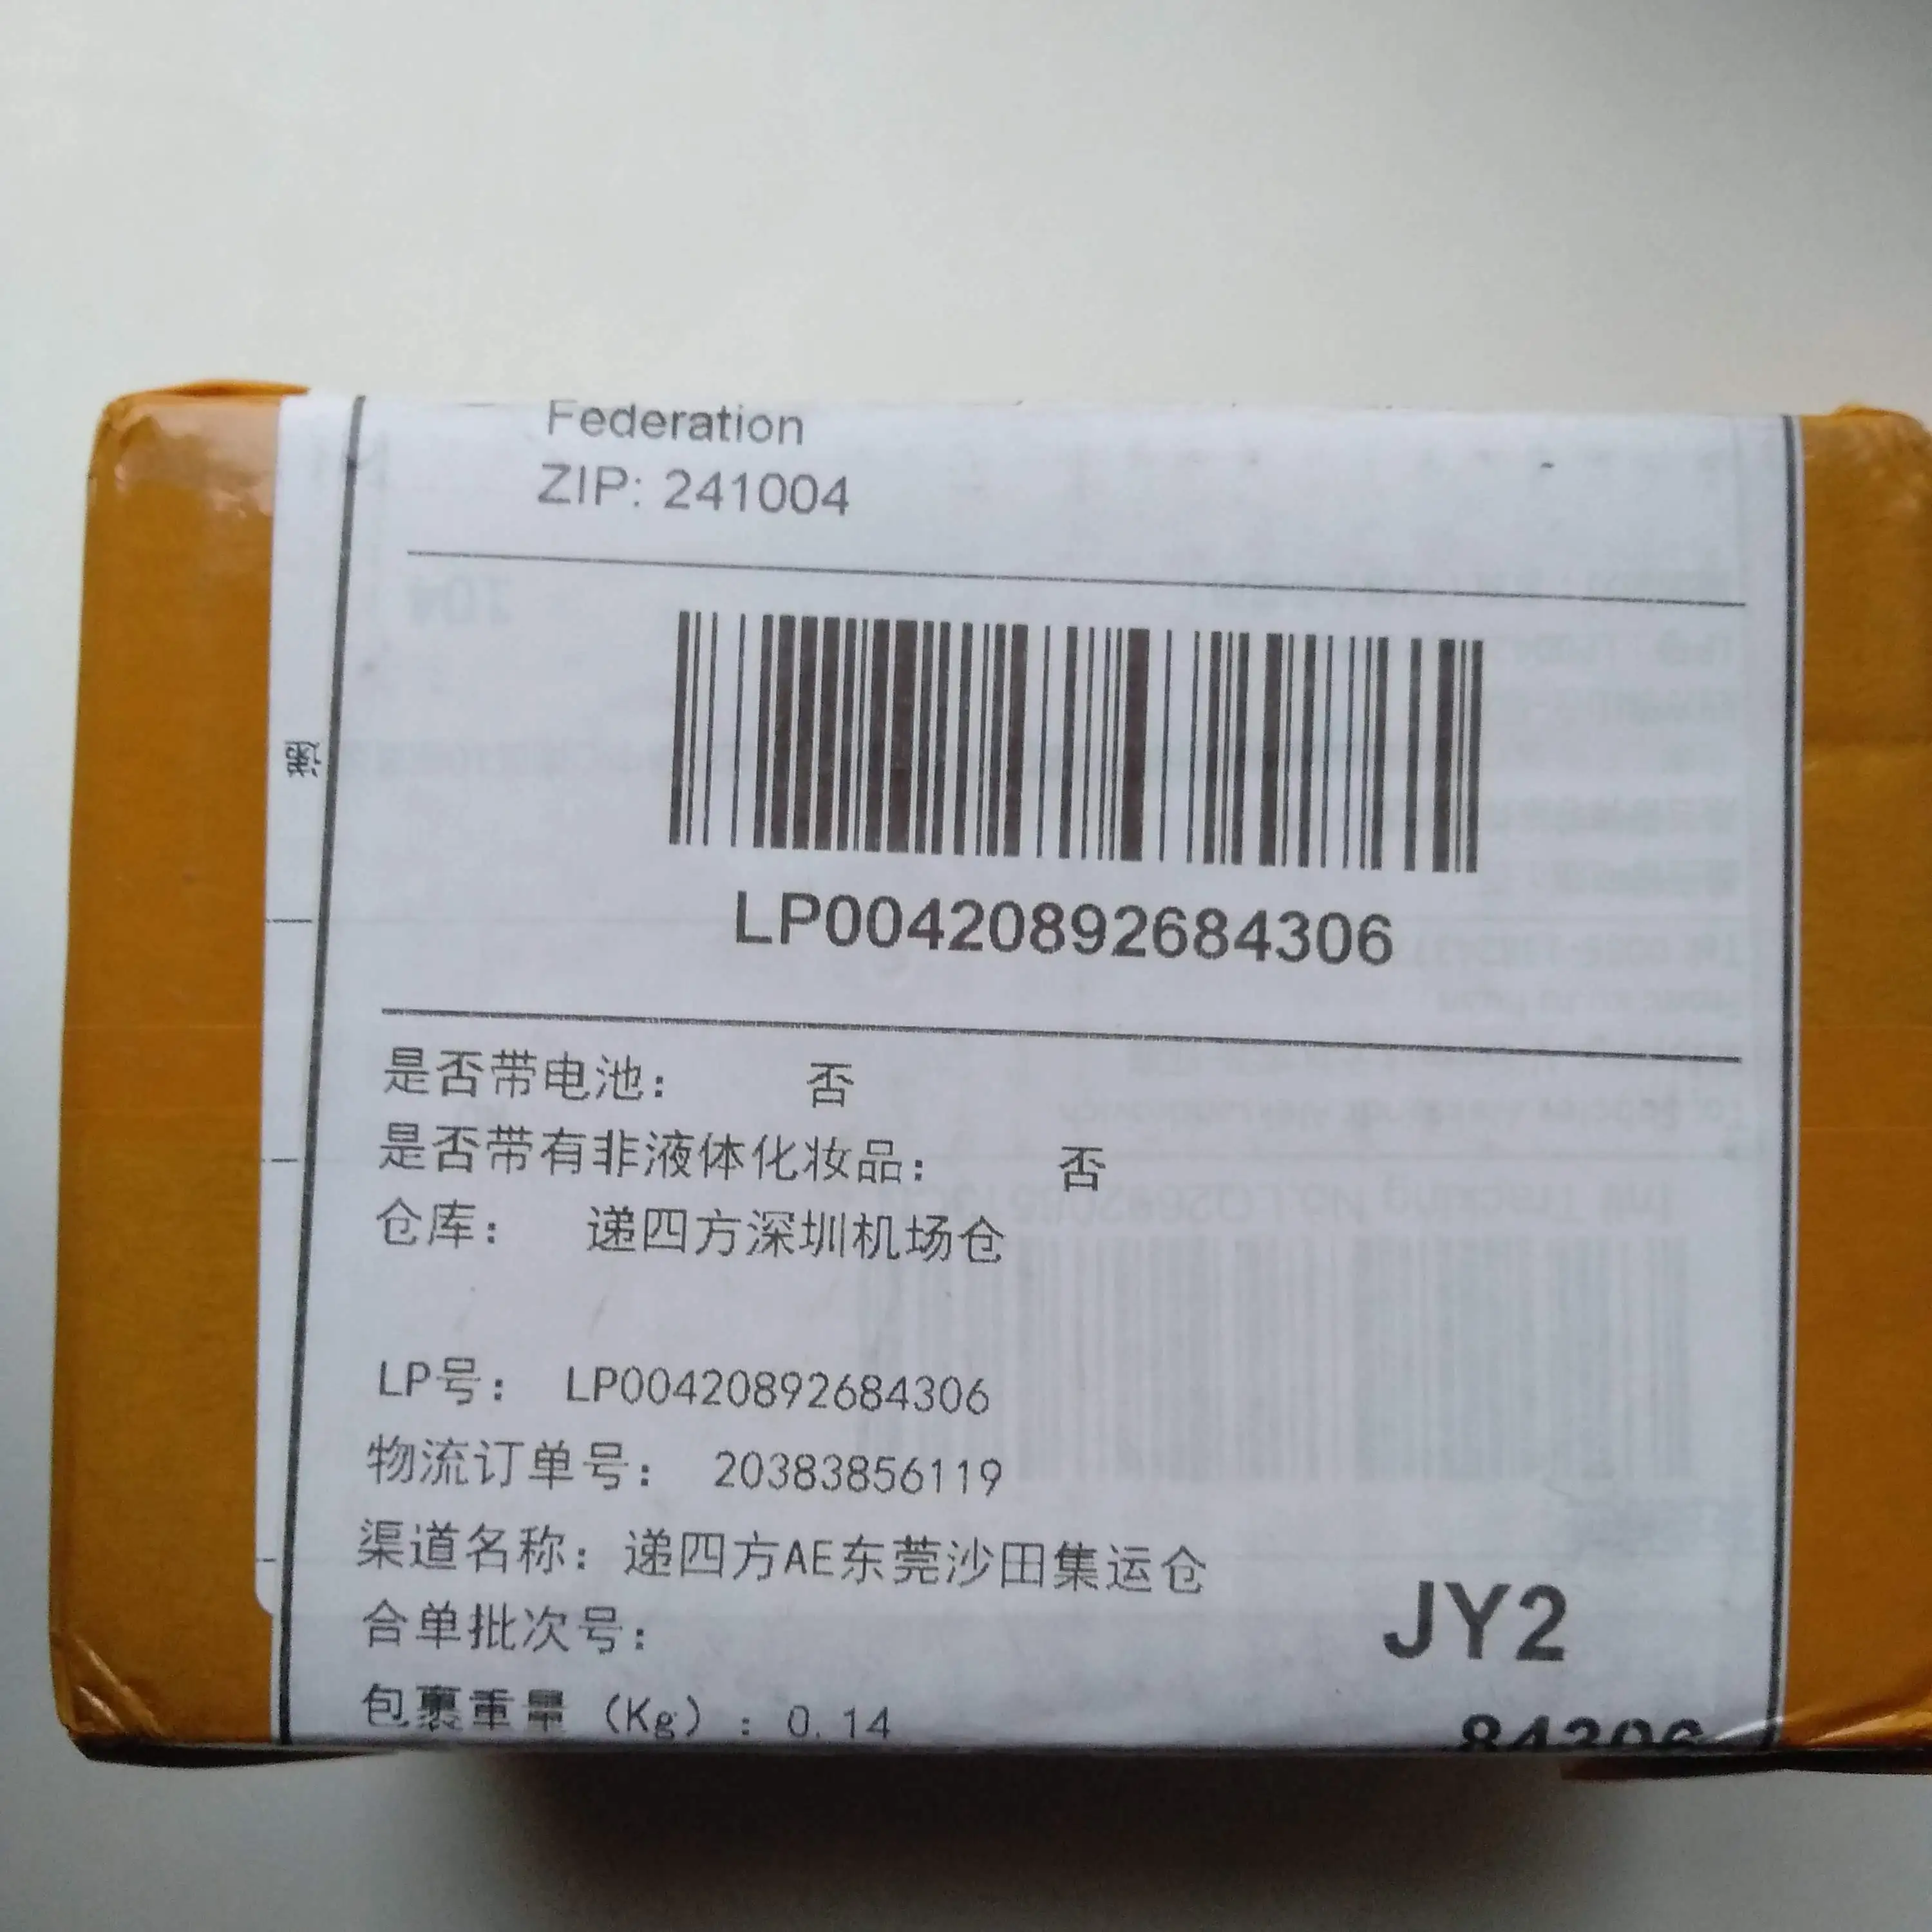 Federation
ZIP: 241004
LP00420892684306
是否带电池： 否
是否带有非液体化妆品： 否
仓库： 递四方深圳机场仓
LP号： LP00420892684306
物流订单号： 20383856119
渠道名称：递四方AE东莞沙田集运仓
合单批次号：
JY2
包裹重量（Kg）：0.14
84306